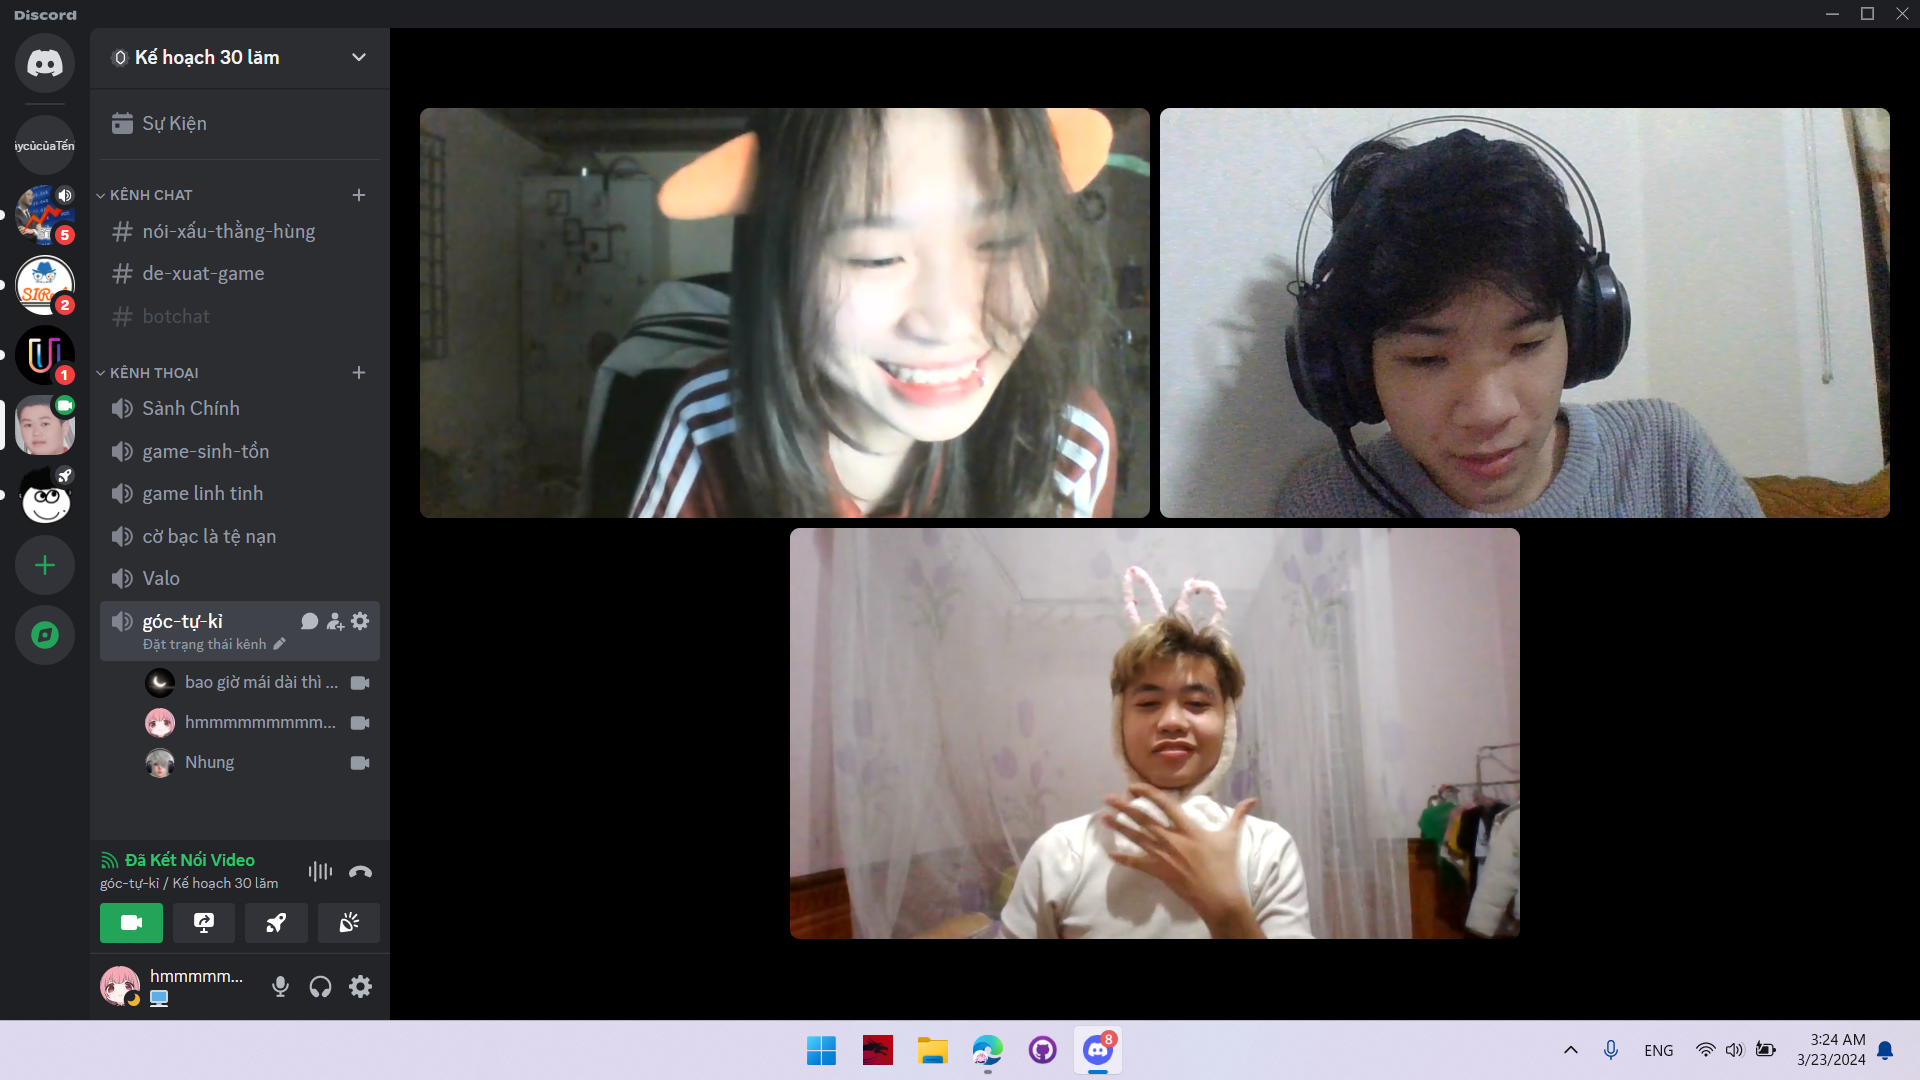 Discord
Kế hoạch 30 lăm
Sự Kiện
KÊNH CHAT
nói-xấu-thằng-hùng
de-xuat-game
botchat
KÊNH THOẠI
Sảnh Chính
game-sinh-tồn
game linh tinh
cờ bạc là tệ nạn
Valo
góc-tự-kỉ
Đặt trạng thái kênh
bao giờ mái dài thì ...
hmmmmmmmmm...
Nhung
Đã Kết Nối Video
góc-tự-kỉ / Kế hoạch 30 lăm
hmmmmm...
aycủcủaTến
5
2
1
8
ENG
3:24 AM
3/23/2024